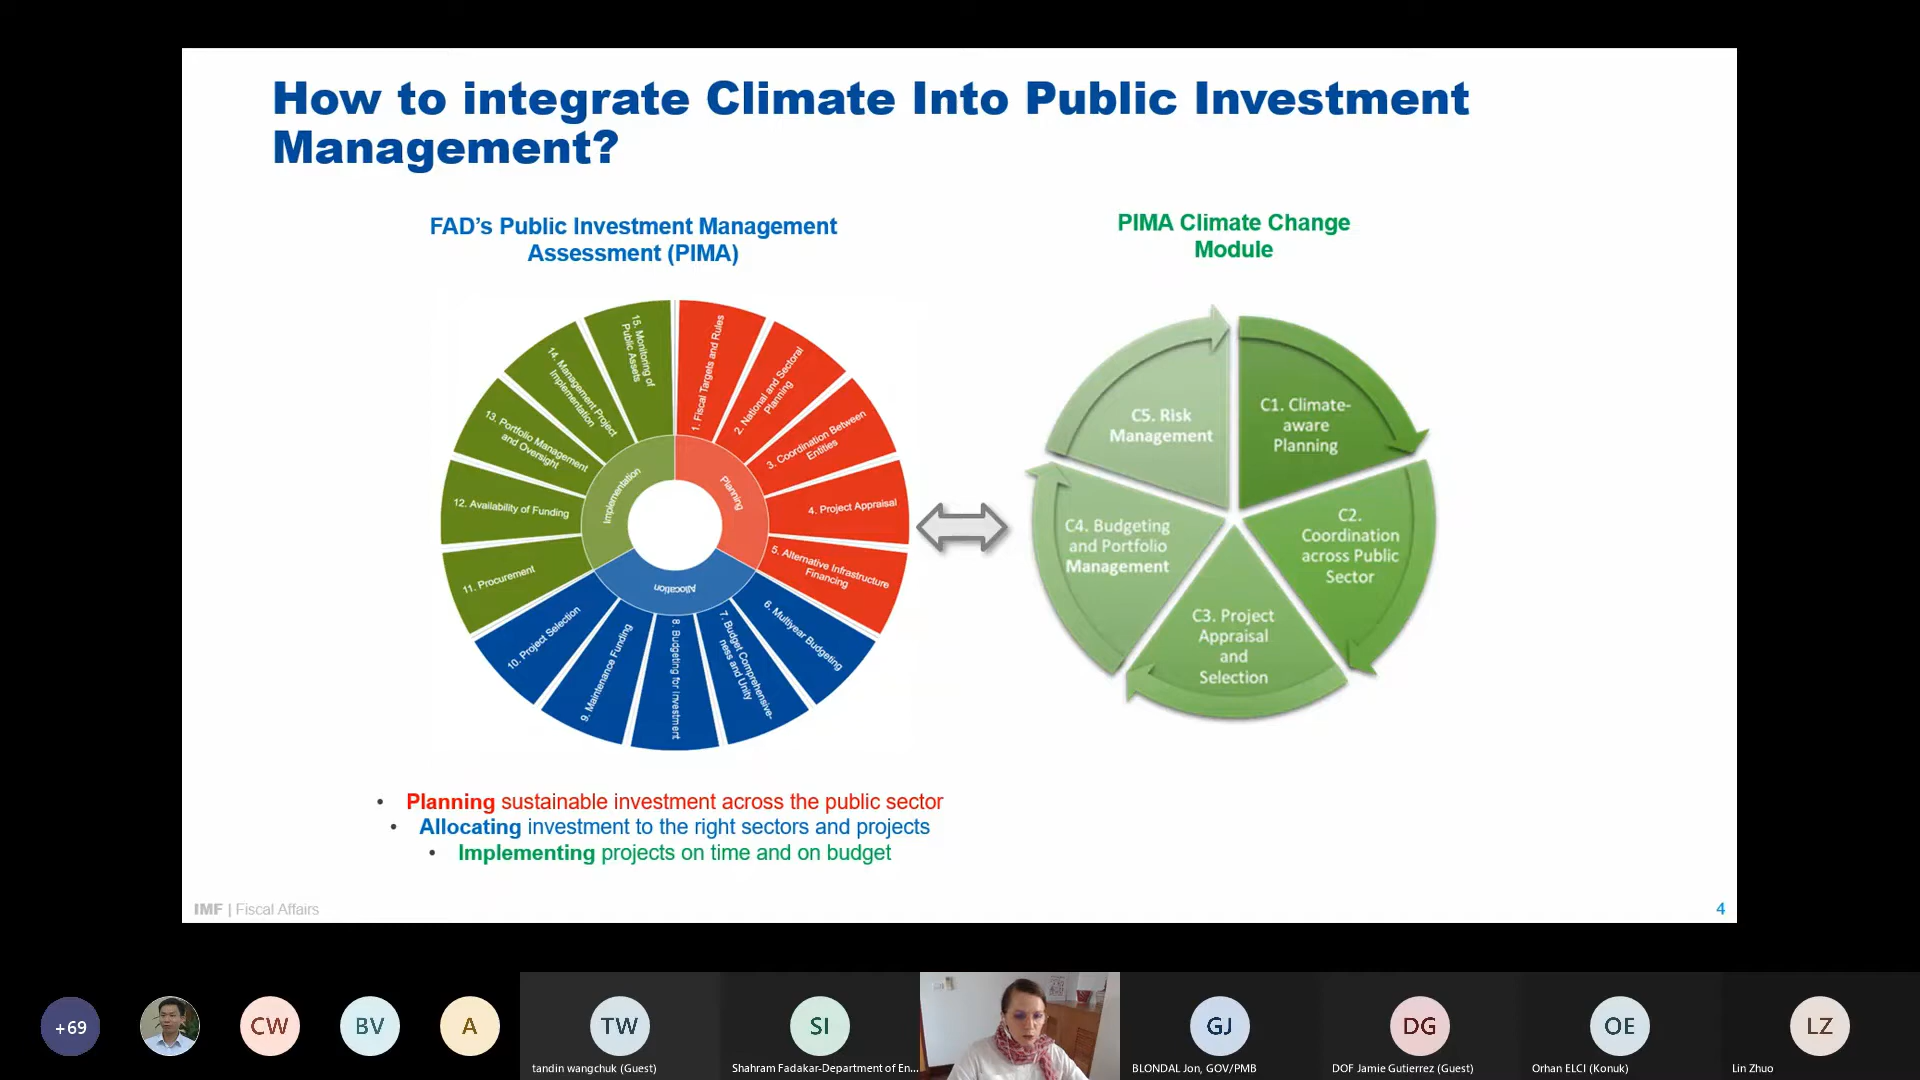 How to integrate Climate Into Public Investment
Management?
FAD's Public Investment Management
Assessment (PIMA)
PIMA Climate Change
Module
1. Fiscal Targets and Rules
2. National and Sectoral
Planning
3. Coordination Between
Entities
4. Project Appraisal
5. Alternative Infrastructure
Financing
6. Multiyear Budgeting
7. Budget Comprehensive-
ness and Unity
8. Budgeting for Investment
9. Maintenance Funding
10. Project Selection
11. Procurement
12. Availability of Funding
13. Portfolio Management
and Oversight
14. Management Project
Implementation
15. Monitoring of
Public Assets
Planning
Allocation
Implementation
C1. Climate-
aware
Planning
C2.
Coordination
across Public
Sector
C3. Project
Appraisal
and
Selection
C4. Budgeting
and Portfolio
Management
C5. Risk
Management
• Planning sustainable investment across the public sector
• Allocating investment to the right sectors and projects
• Implementing projects on time and on budget
IMF | Fiscal Affairs
4
+69
CW
BV
A
TW
tandin wangchuk (Guest)
SI
Shahram Fadakar-Department of En...
GJ
BLONDAL Jon, GOV/PMB
DG
DOF Jamie Gutierrez (Guest)
OE
Orhan ELCI (Konuk)
LZ
Lin Zhuo